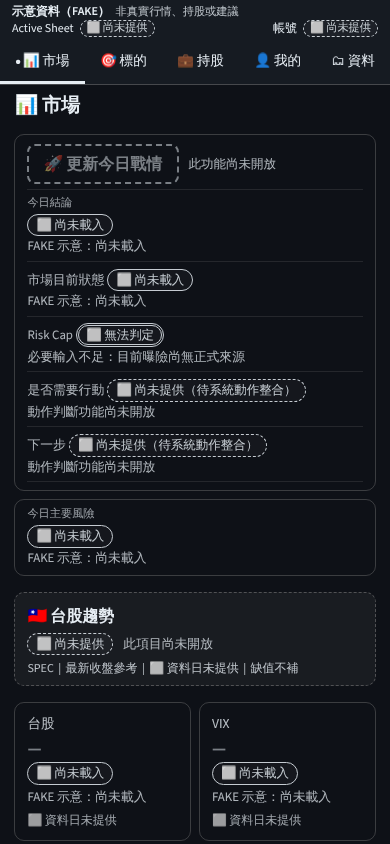 示意資料（FAKE） 非真實行情、持股或建議
Active Sheet ⬜ 尚未提供 帳號 ⬜ 尚未提供
📊 市場 🎯 標的 💼 持股 👤 我的 🗂 資料
📊 市場
🚀 更新今日戰情 此功能尚未開放
今日結論
⬜ 尚未載入
FAKE 示意：尚未載入
市場目前狀態 ⬜ 尚未載入
FAKE 示意：尚未載入
Risk Cap ⬜ 無法判定
必要輸入不足：目前曝險尚無正式來源
是否需要行動 ⬜ 尚未提供（待系統動作整合）
動作判斷功能尚未開放
下一步 ⬜ 尚未提供（待系統動作整合）
動作判斷功能尚未開放
今日主要風險
⬜ 尚未載入
FAKE 示意：尚未載入
🇹🇼 台股趨勢
⬜ 尚未提供 此項目尚未開放
SPEC｜最新收盤參考｜⬜ 資料日未提供｜缺值不補
台股 VIX
— —
⬜ 尚未載入 ⬜ 尚未載入
FAKE 示意：尚未載入 FAKE 示意：尚未載入
⬜ 資料日未提供 ⬜ 資料日未提供